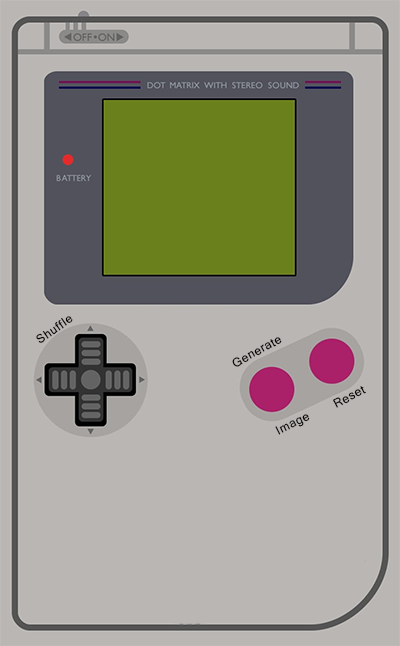 OFF•ON
DOT MATRIX WITH STEREO SOUND
BATTERY
Shuffle
Generate
Image
Reset